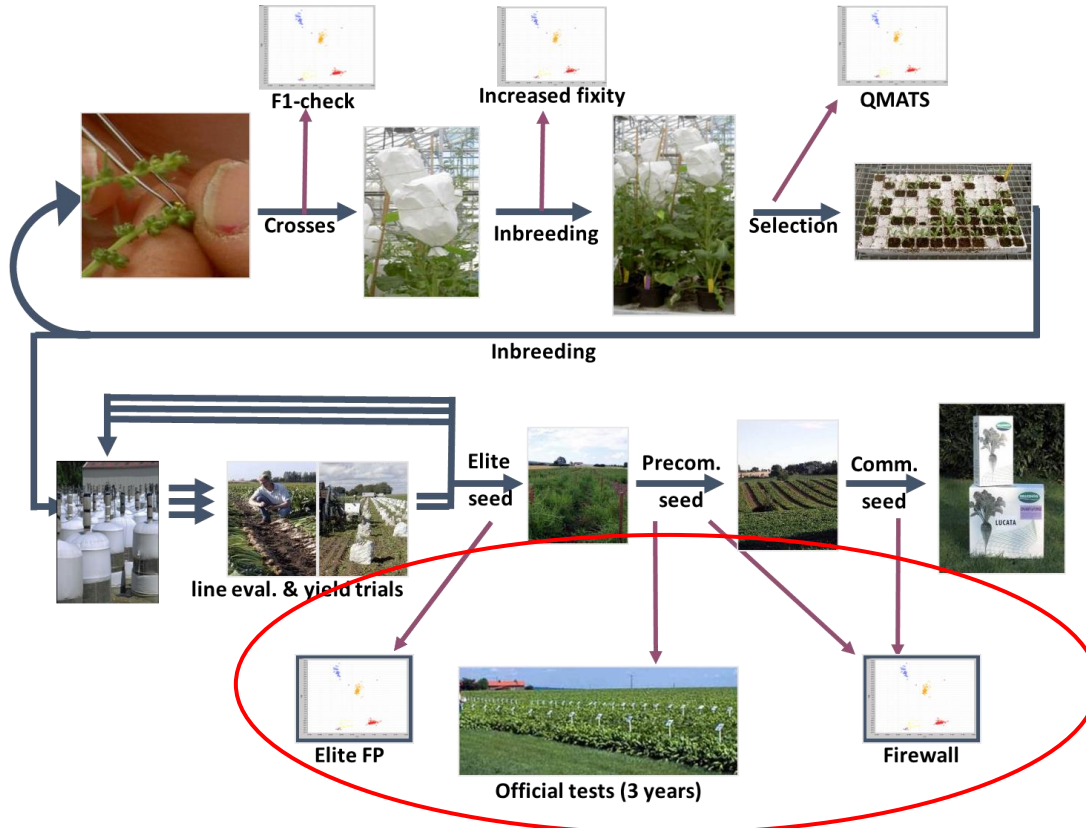 F1-check
Increased fixity
QMATS
Crosses
Inbreeding
Selection
Inbreeding
Elite
seed
Precom.
seed
Comm.
seed
LUCATA
line eval. & yield trials
Elite FP
Official tests (3 years)
Firewall